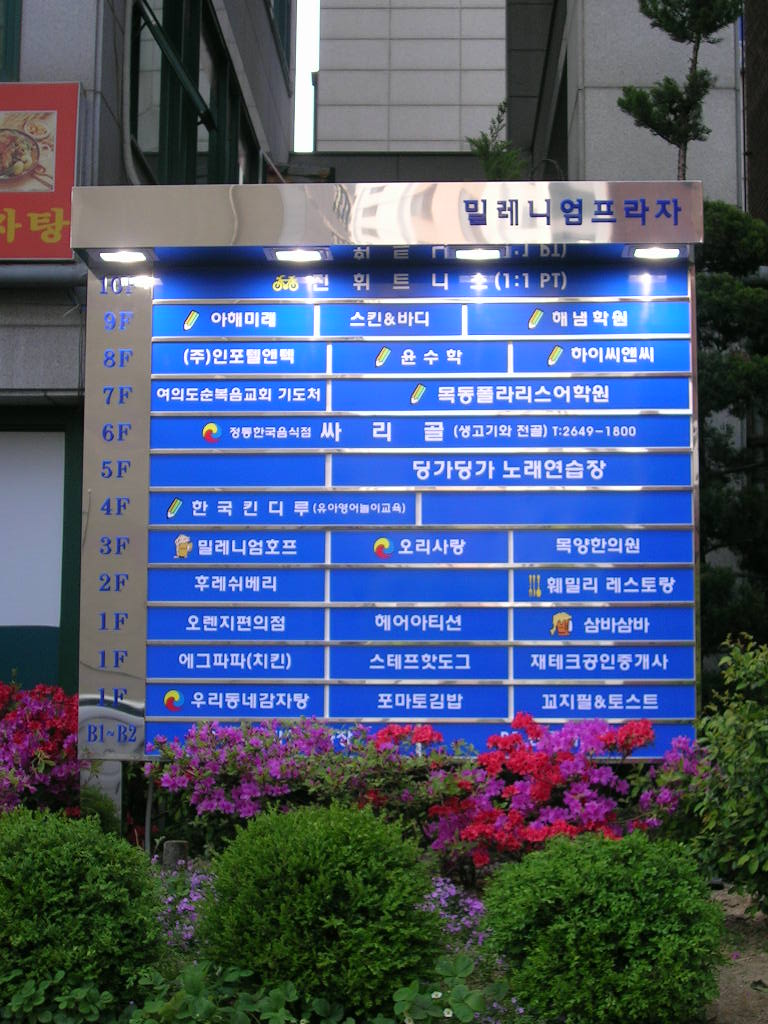 밀레니엄프라자
10F 진 휘트니스(1:1 PT)
9F 아해미래 스킨&바디 해냄학원
8F (주)인포텔엔텍 윤수학 하이씨앤씨
7F 여의도순복음교회 기도처 목동폴라리스어학원
6F 정통한국음식점 싸리골 (생고기와 전골) T:2649-1800
5F 딩가딩가 노래연습장
4F 한국킨디루(유아영어놀이교육)
3F 밀레니엄호프 오리사랑 목양한의원
2F 후레쉬베리 훼밀리 레스토랑
1F 오렌지편의점 헤어아티션 삼바삼바
1F 에그파파(치킨) 스테프핫도그 재테크공인중개사
1F 우리동네감자탕 포마토김밥 꼬지필&토스트
B1~B2
자탕